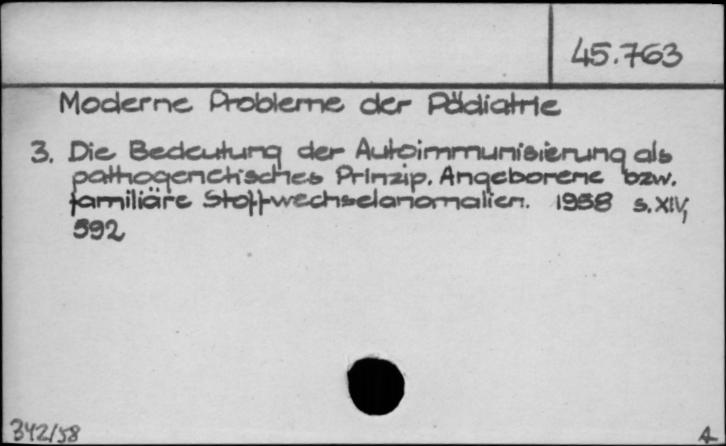 45.763
Moderne Probleme der Pädiatrie
3. Die Bedeutung der Autoimmunisierung als
pathogenetisches Prinzip. Angeborene bzw.
familiäre Stoffwechselanomalien. 1958 S.XIV,
592
342/58
A